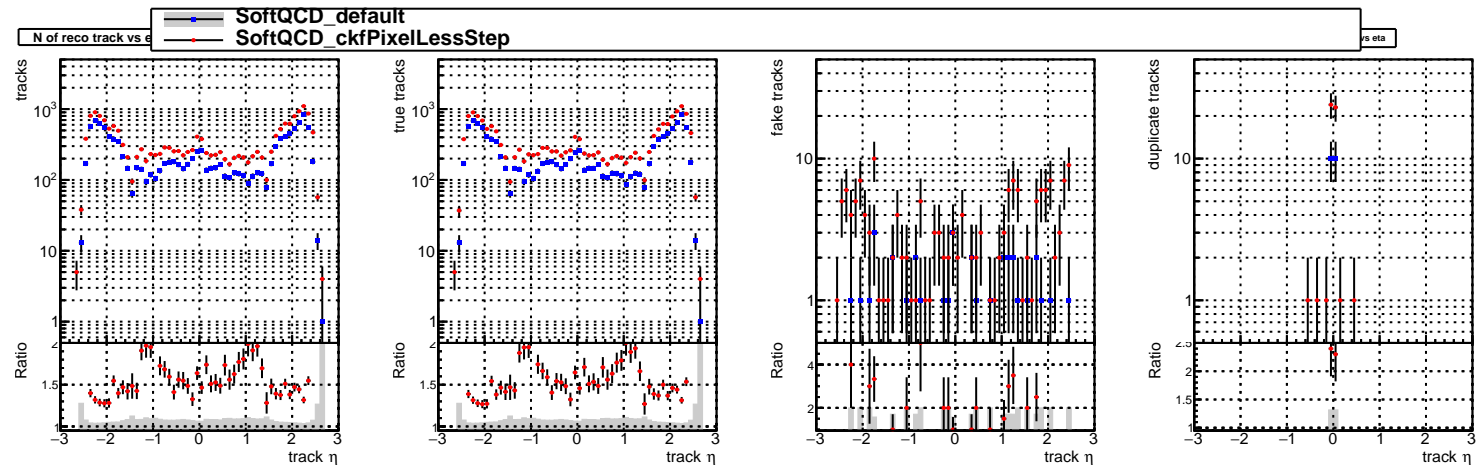 SoftQCD_default
SoftQCD_ckfPixelLessStep
N of reco track vs e
vs eta
tracks
10³
10²
10
1
Ratio
2
1.5
1
−3 −2 −1 0 1 2 3
track η
true tracks
10³
10²
10
1
Ratio
2
1.5
1
−3 −2 −1 0 1 2 3
track η
fake tracks
10
1
Ratio
4
2
−3 −2 −1 0 1 2 3
track η
duplicate tracks
10
1
Ratio
2.5
2
1.5
1
−3 −2 −1 0 1 2 3
track η